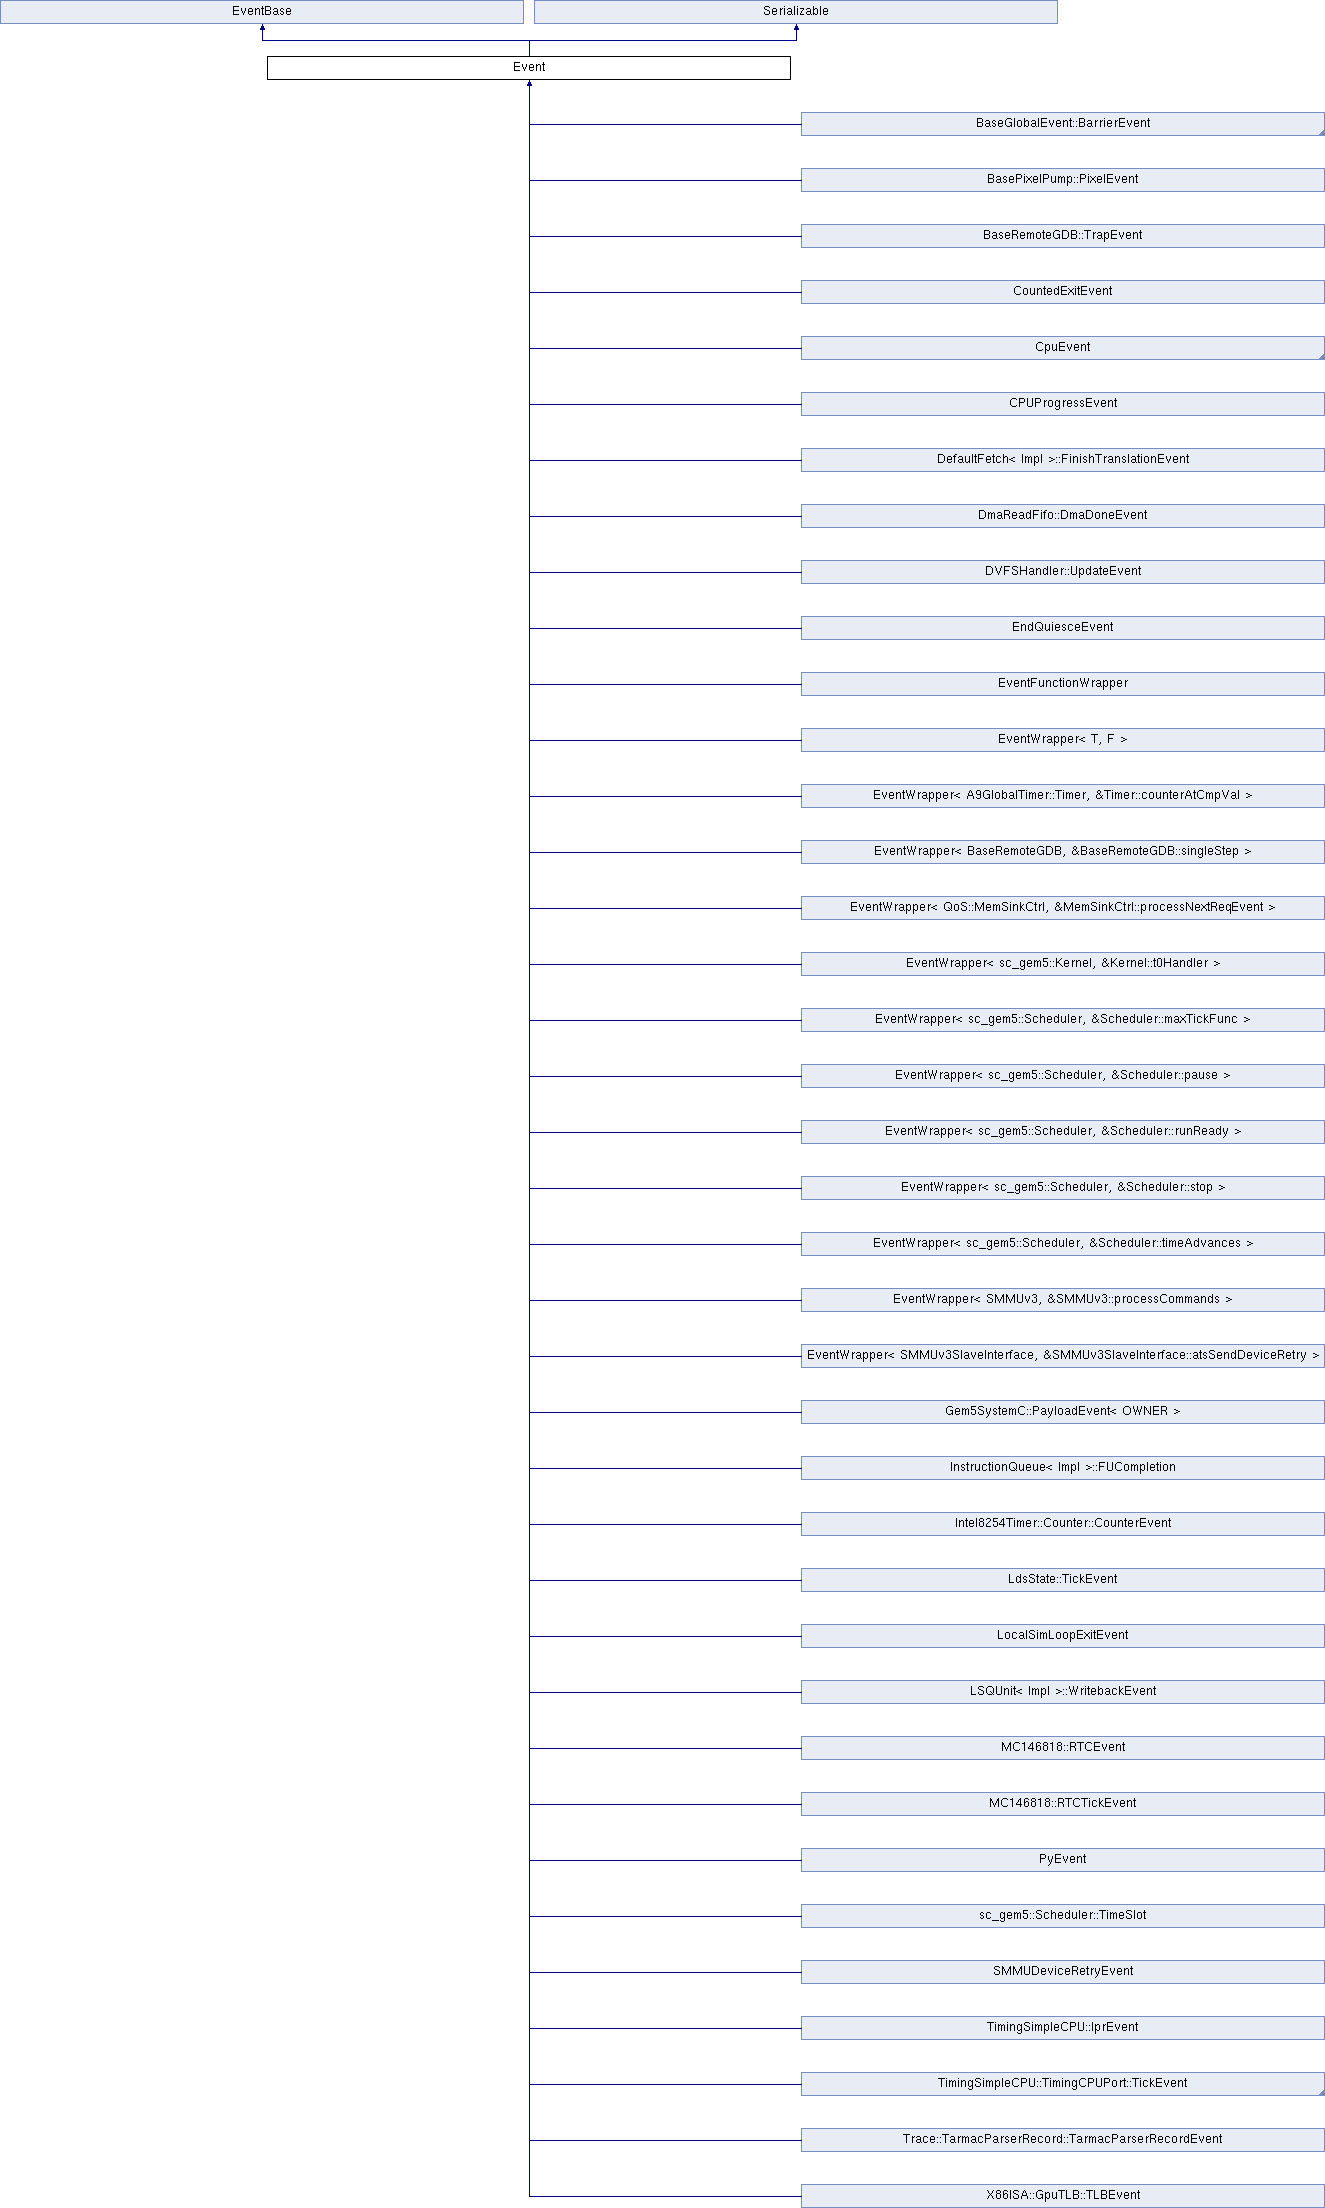 EventBase
Serializable
Event
BaseGlobalEvent::BarrierEvent
BasePixelPump::PixelEvent
BaseRemoteGDB::TrapEvent
CountedExitEvent
CpuEvent
CPUProgressEvent
DefaultFetch< Impl >::FinishTranslationEvent
DmaReadFifo::DmaDoneEvent
DVFSHandler::UpdateEvent
EndQuiesceEvent
EventFunctionWrapper
EventWrapper< T, F >
EventWrapper< A9GlobalTimer::Timer, &Timer::counterAtCmpVal >
EventWrapper< BaseRemoteGDB, &BaseRemoteGDB::singleStep >
EventWrapper< QoS::MemSinkCtrl, &MemSinkCtrl::processNextReqEvent >
EventWrapper< sc_gem5::Kernel, &Kernel::t0Handler >
EventWrapper< sc_gem5::Scheduler, &Scheduler::maxTickFunc >
EventWrapper< sc_gem5::Scheduler, &Scheduler::pause >
EventWrapper< sc_gem5::Scheduler, &Scheduler::runReady >
EventWrapper< sc_gem5::Scheduler, &Scheduler::stop >
EventWrapper< sc_gem5::Scheduler, &Scheduler::timeAdvances >
EventWrapper< SMMUv3, &SMMUv3::processCommands >
EventWrapper< SMMUv3SlaveInterface, &SMMUv3SlaveInterface::atsSendDeviceRetry >
Gem5SystemC::PayloadEvent< OWNER >
InstructionQueue< Impl >::FUCompletion
Intel8254Timer::Counter::CounterEvent
LdsState::TickEvent
LocalSimLoopExitEvent
LSQUnit< Impl >::WritebackEvent
MC146818::RTCEvent
MC146818::RTCTickEvent
PyEvent
sc_gem5::Scheduler::TimeSlot
SMMUDeviceRetryEvent
TimingSimpleCPU::IprEvent
TimingSimpleCPU::TimingCPUPort::TickEvent
Trace::TarmacParserRecord::TarmacParserRecordEvent
X86ISA::GpuTLB::TLBEvent